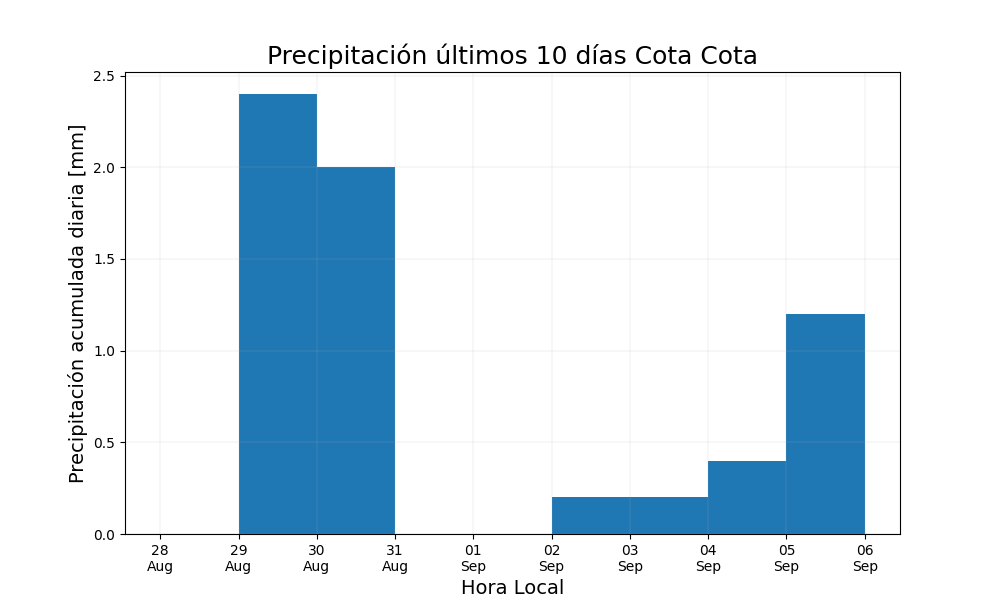 Precipitación últimos 10 días Cota Cota
Precipitación acumulada diaria [mm]
2.5
2.0
1.5
1.0
0.5
0.0
28 29 30 31 01 02 03 04 05 06
Aug Aug Aug Aug Sep Sep Sep Sep Sep Sep
Hora Local